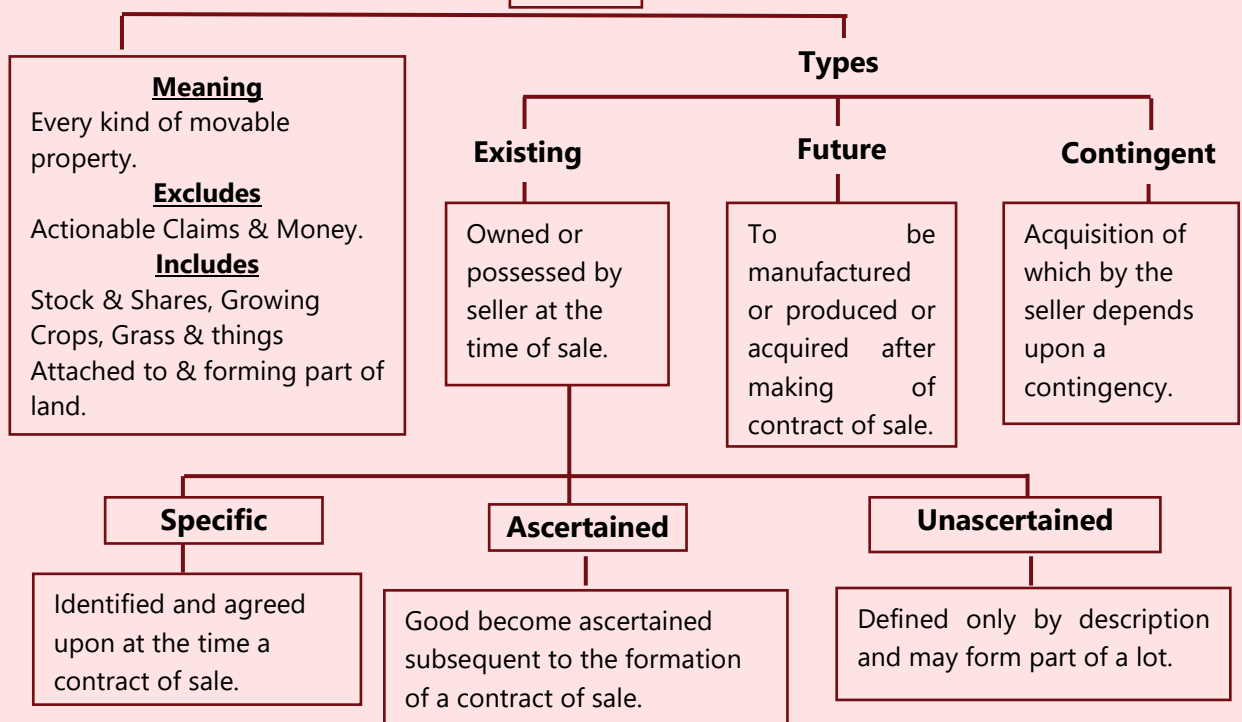 Meaning
Every kind of movable
property.
Excludes
Actionable Claims & Money.
Includes
Stock & Shares, Growing
Crops, Grass & things
Attached to & forming part of
land.
Types
Existing
Owned or
possessed by
seller at the
time of sale.
Future
To be
manufactured
or produced or
acquired after
making of
contract of sale.
Contingent
Acquisition of
which by the
seller depends
upon a
contingency.
Specific
Identified and agreed
upon at the time a
contract of sale.
Ascertained
Good become ascertained
subsequent to the formation
of a contract of sale.
Unascertained
Defined only by description
and may form part of a lot.